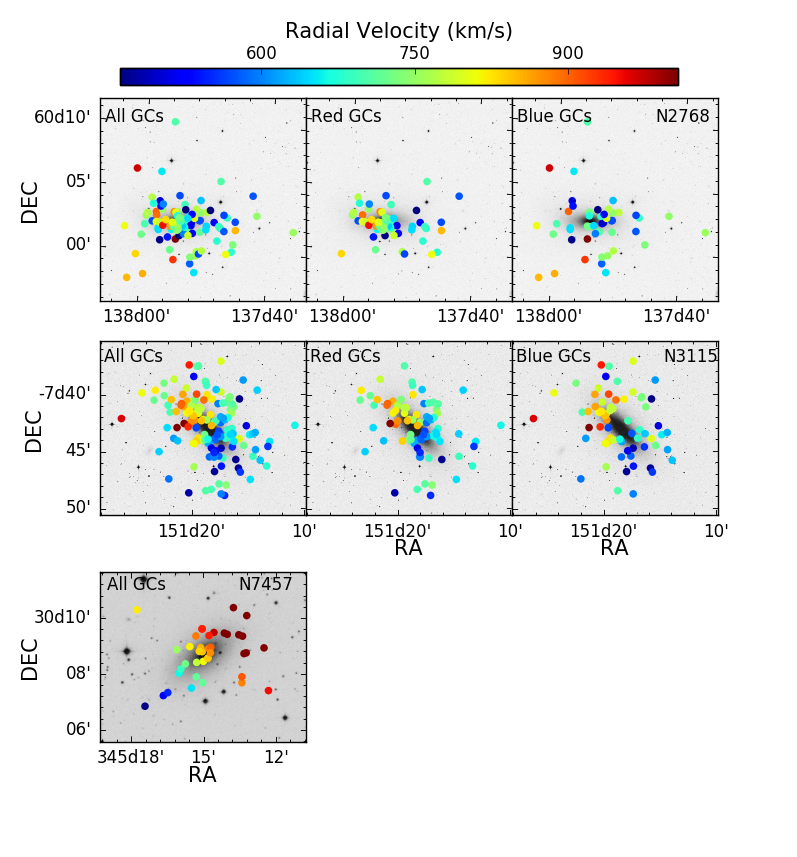 Radial Velocity (km/s)
600 750 900
All GCs Red GCs Blue GCs N2768
60d10'
05'
00'
DEC
138d00' 137d40' 138d00' 137d40' 138d00' 137d40'
All GCs Red GCs Blue GCs N3115
-7d40'
45'
50'
DEC
151d20' 10' 151d20' 10' 151d20' 10'
RA RA
All GCs N7457
30d10'
08'
06'
DEC
345d18' 15' 12'
RA